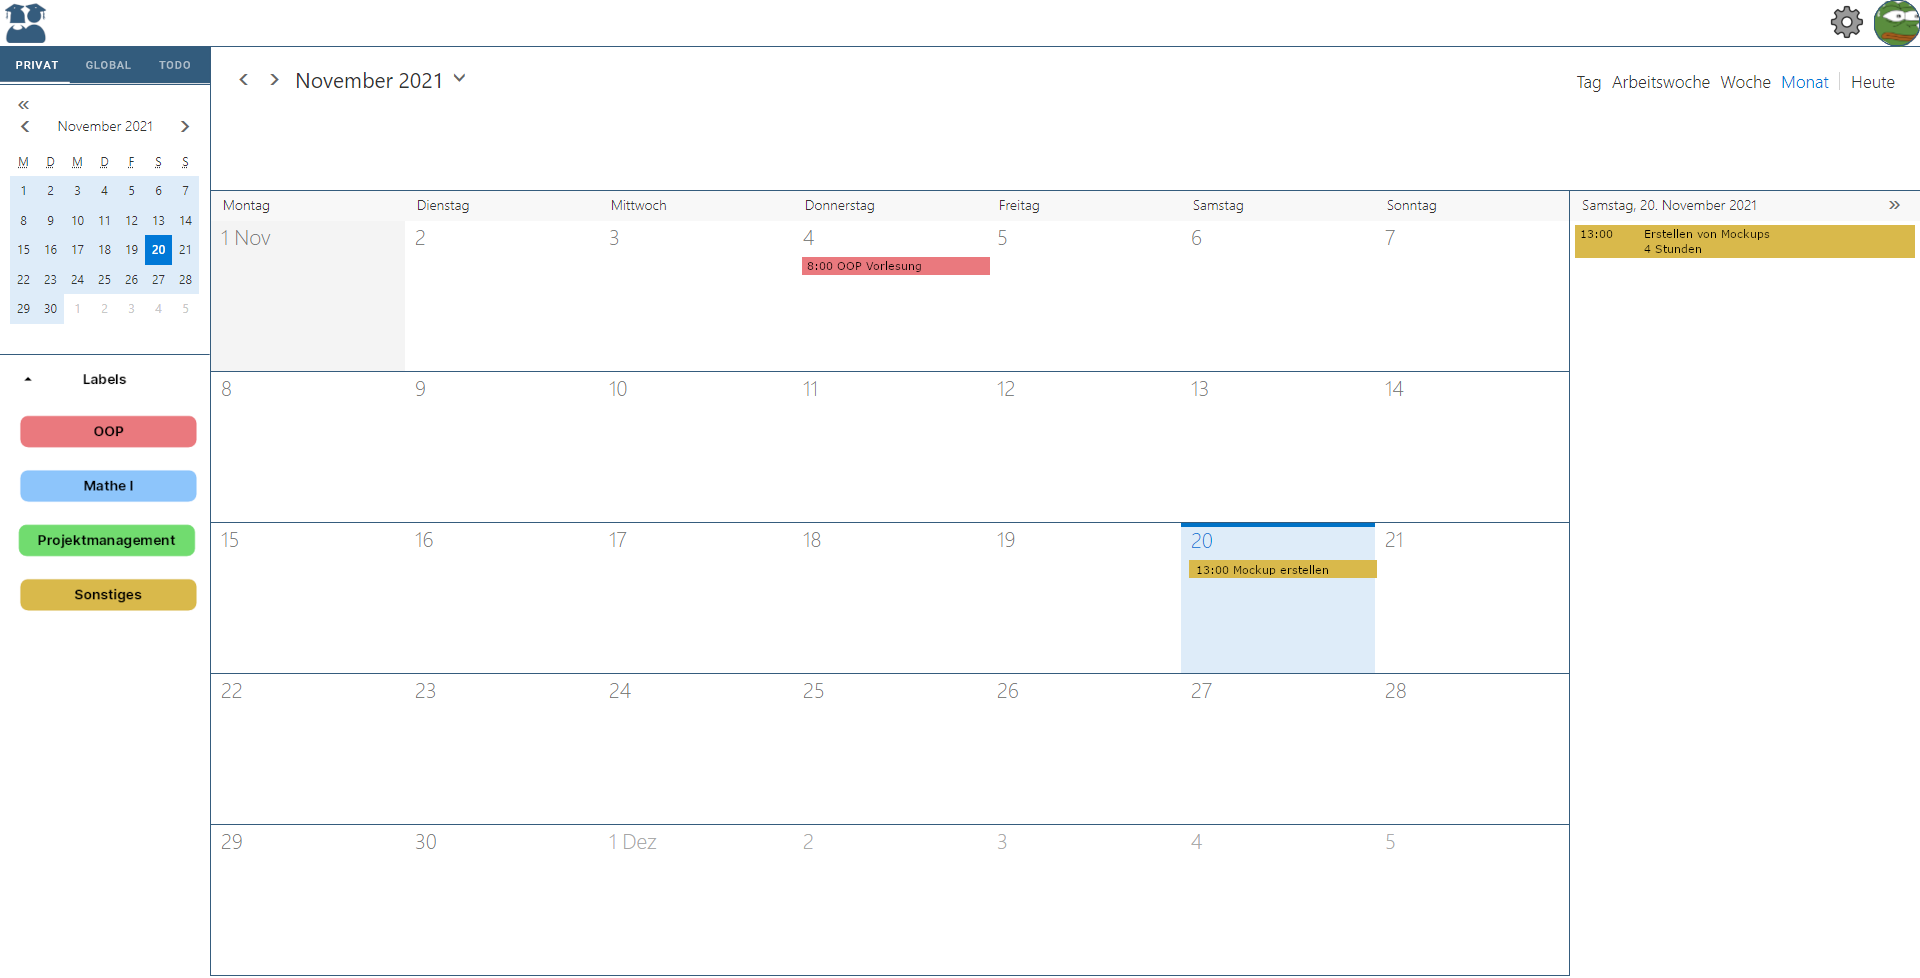 PRIVAT GLOBAL TODO
November 2021
Tag Arbeitswoche Woche Monat Heute
November 2021
M D M D F S S
1 2 3 4 5 6 7
8 9 10 11 12 13 14
15 16 17 18 19 20 21
22 23 24 25 26 27 28
29 30 1 2 3 4 5
Labels
OOP
Mathe I
Projektmanagement
Sonstiges
Montag Dienstag Mittwoch Donnerstag Freitag Samstag Sonntag
1 Nov 2 3 4 5 6 7
8:00 OOP Vorlesung
8 9 10 11 12 13 14
15 16 17 18 19 20 21
13:00 Mockup erstellen
22 23 24 25 26 27 28
29 30 1 Dez 2 3 4 5
Samstag, 20. November 2021
13:00 Erstellen von Mockups
4 Stunden